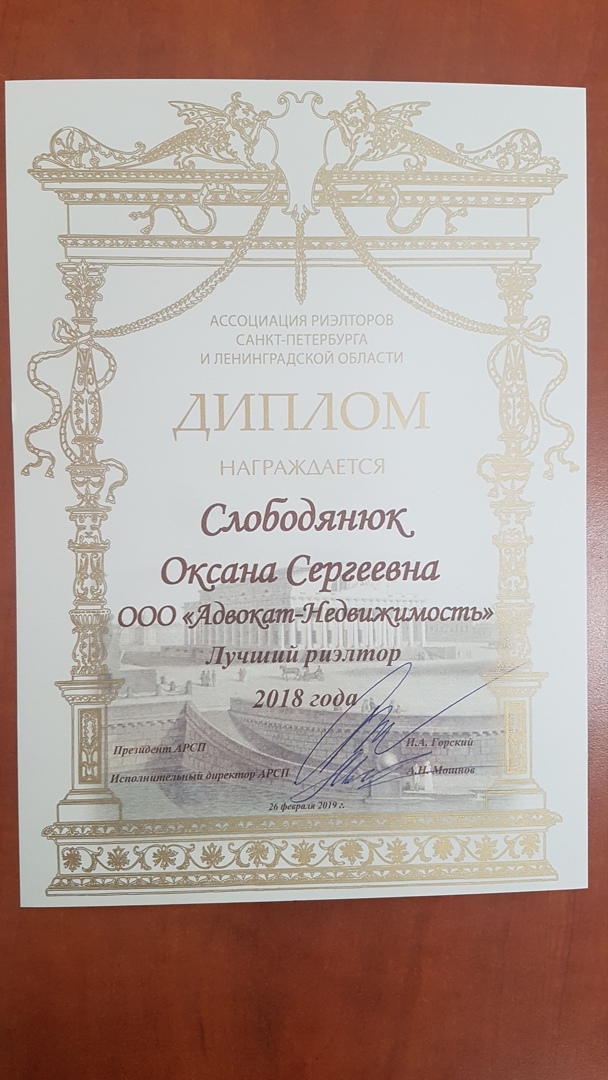 АССОЦИАЦИЯ РИЭЛТОРОВ
САНКТ-ПЕТЕРБУРГА
И ЛЕНИНГРАДСКОЙ ОБЛАСТИ
ДИПЛОМ
НАГРАЖДАЕТСЯ
Слободянюк
Оксана Сергеевна
ООО «Адвокат-Недвижимость»
Лучший риэлтор
2018 года
Президент АРСП И.А. Горский
Исполнительный директор АРСП А.Н. Мошнов
26 февраля 2019 г.